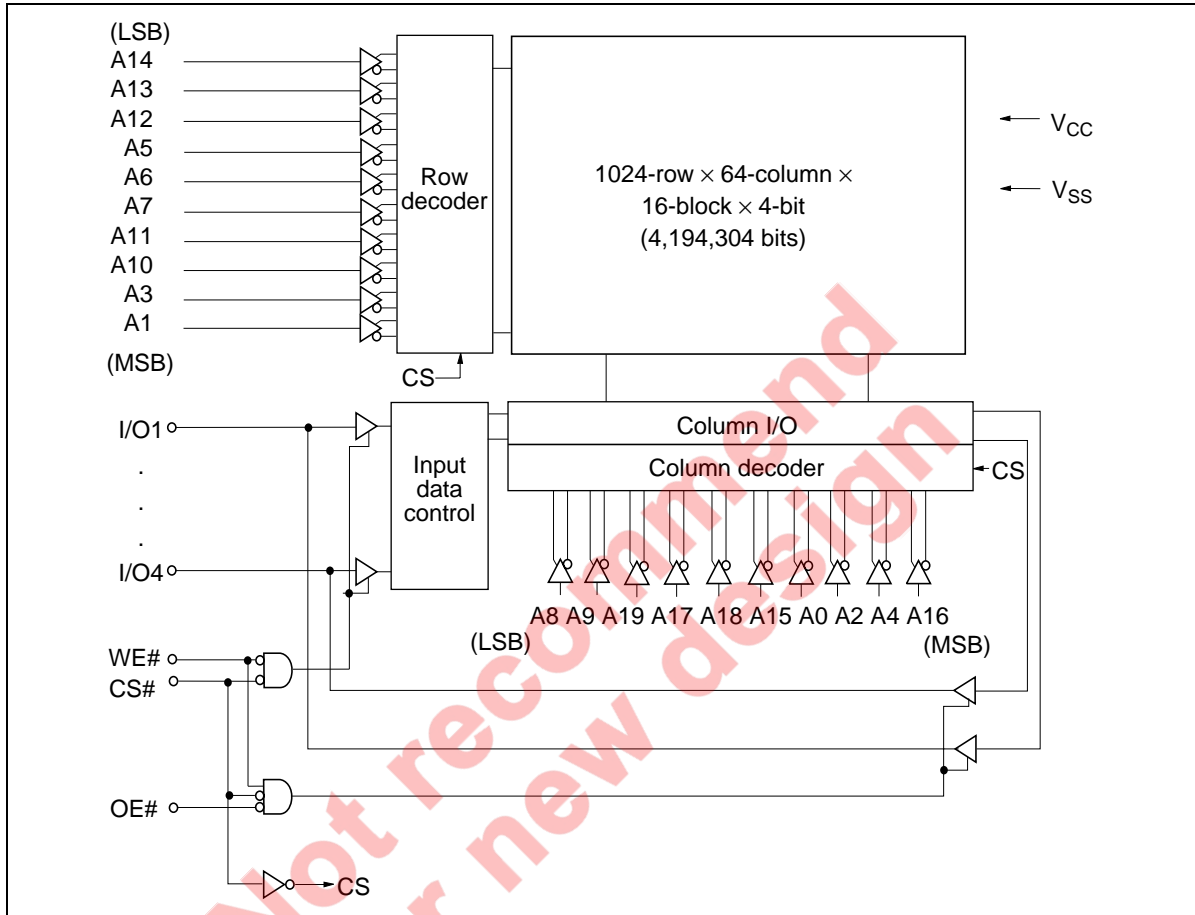 (LSB)
A14
A13
A12
A5
A6
A7
A11
A10
A3
A1
(MSB)
Row
decoder
1024-row × 64-column ×
16-block × 4-bit
(4,194,304 bits)
VCC
VSS
CS
I/O1
.
.
.
I/O4
Input
data
control
Column I/O
Column decoder
CS
A8 A9 A19 A17 A18 A15 A0 A2 A4 A16
(LSB) (MSB)
WE#
CS#
OE#
CS
Not recommend
r new design